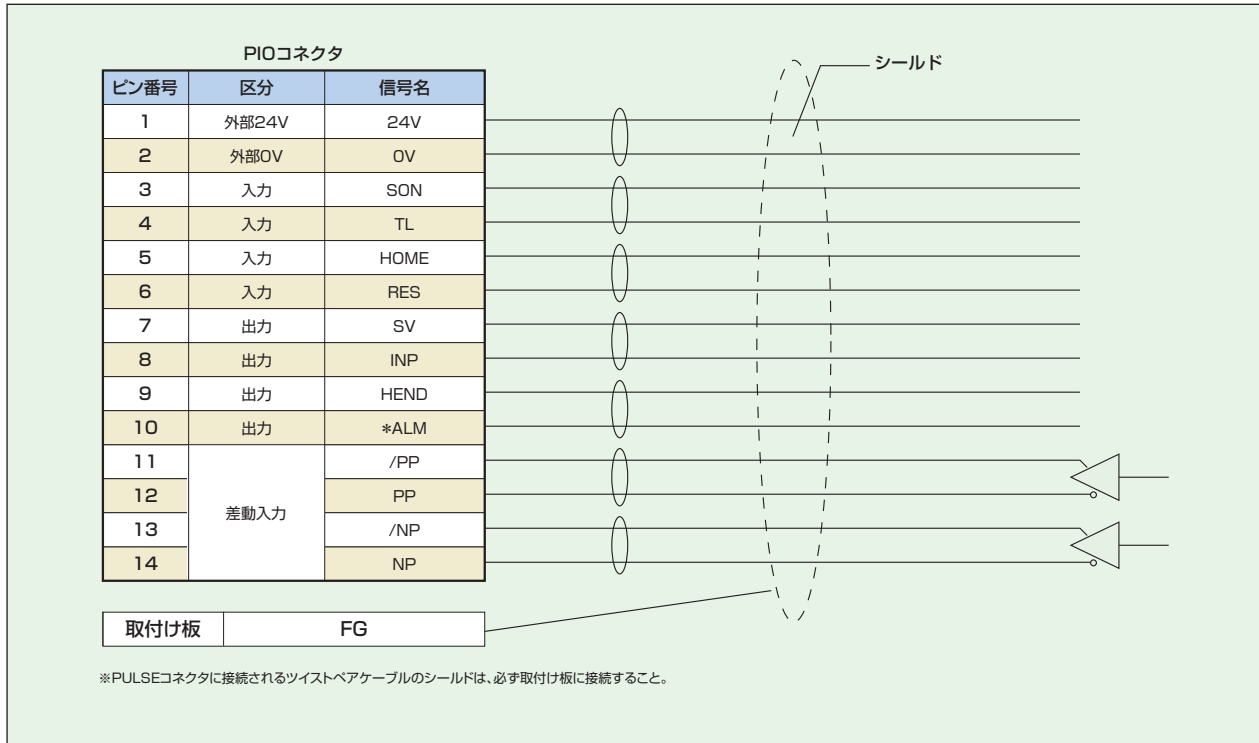 PIOコネクタ
シールド
ピン番号 区分 信号名
1 外部24V 24V
2 外部0V 0V
3 入力 SON
4 入力 TL
5 入力 HOME
6 入力 RES
7 出力 SV
8 出力 INP
9 出力 HEND
10 出力 *ALM
11 差動入力 /PP
12 PP
13 /NP
14 NP
取付け板 FG
※PULSEコネクタに接続されるツイストペアケーブルのシールドは、必ず取付け板に接続すること。